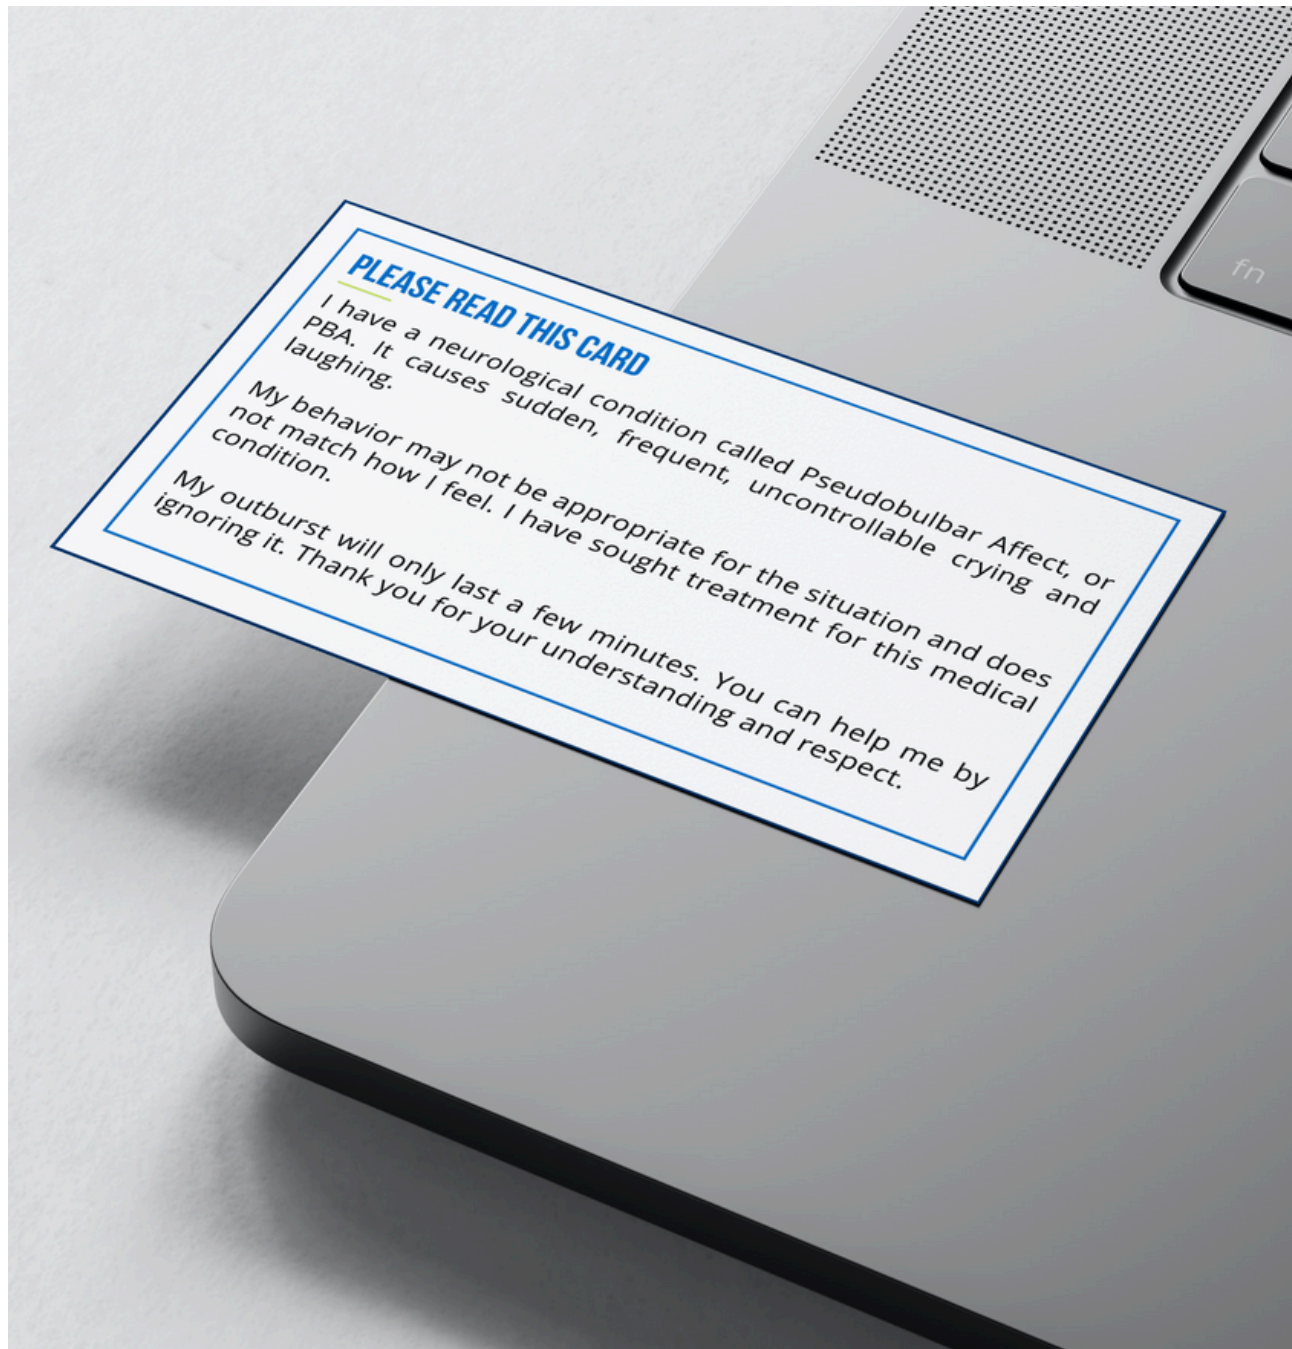 PLEASE READ THIS CARD
I have a neurological condition called Pseudobulbar Affect, or
PBA. It causes sudden, frequent, uncontrollable crying and
laughing.
My behavior may not be appropriate for the situation and does
not match how I feel. I have sought treatment for this medical
condition.
My outburst will only last a few minutes. You can help me by
ignoring it. Thank you for your understanding and respect.
fn